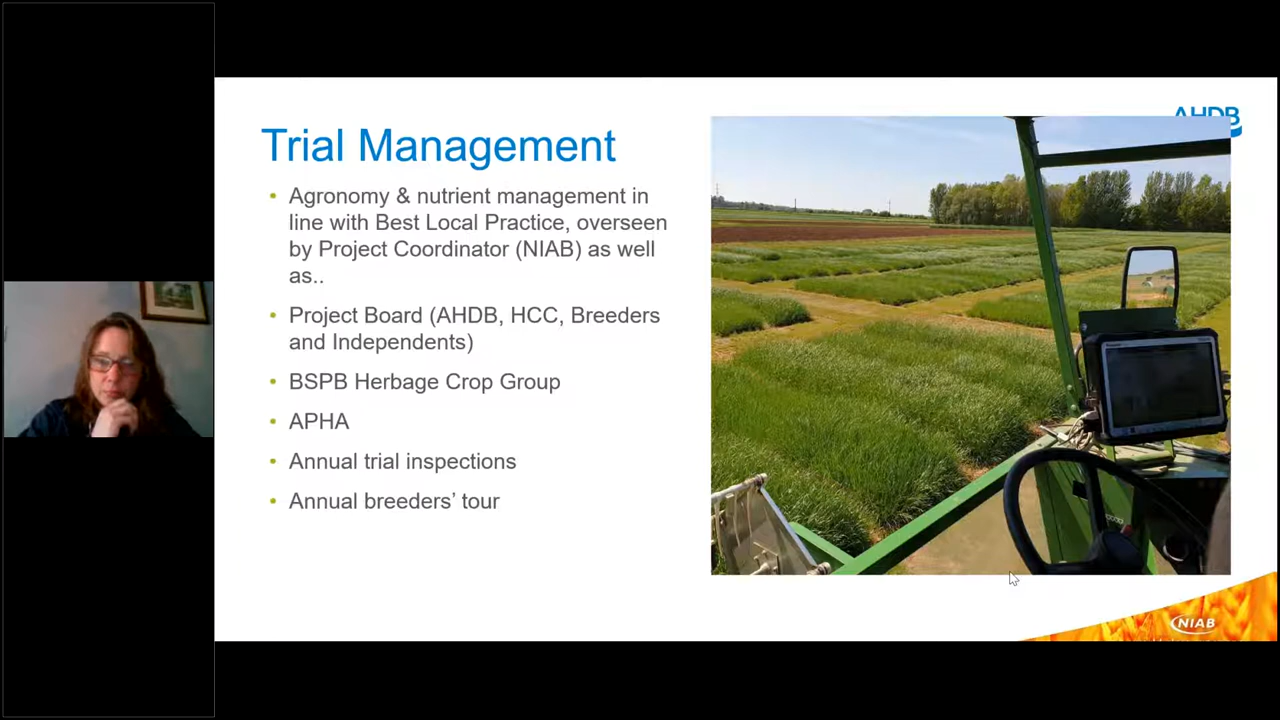 AHDB
Trial Management
• Agronomy & nutrient management in
line with Best Local Practice, overseen
by Project Coordinator (NIAB) as well
as..
• Project Board (AHDB, HCC, Breeders
and Independents)
• BSPB Herbage Crop Group
• APHA
• Annual trial inspections
• Annual breeders’ tour
NIAB